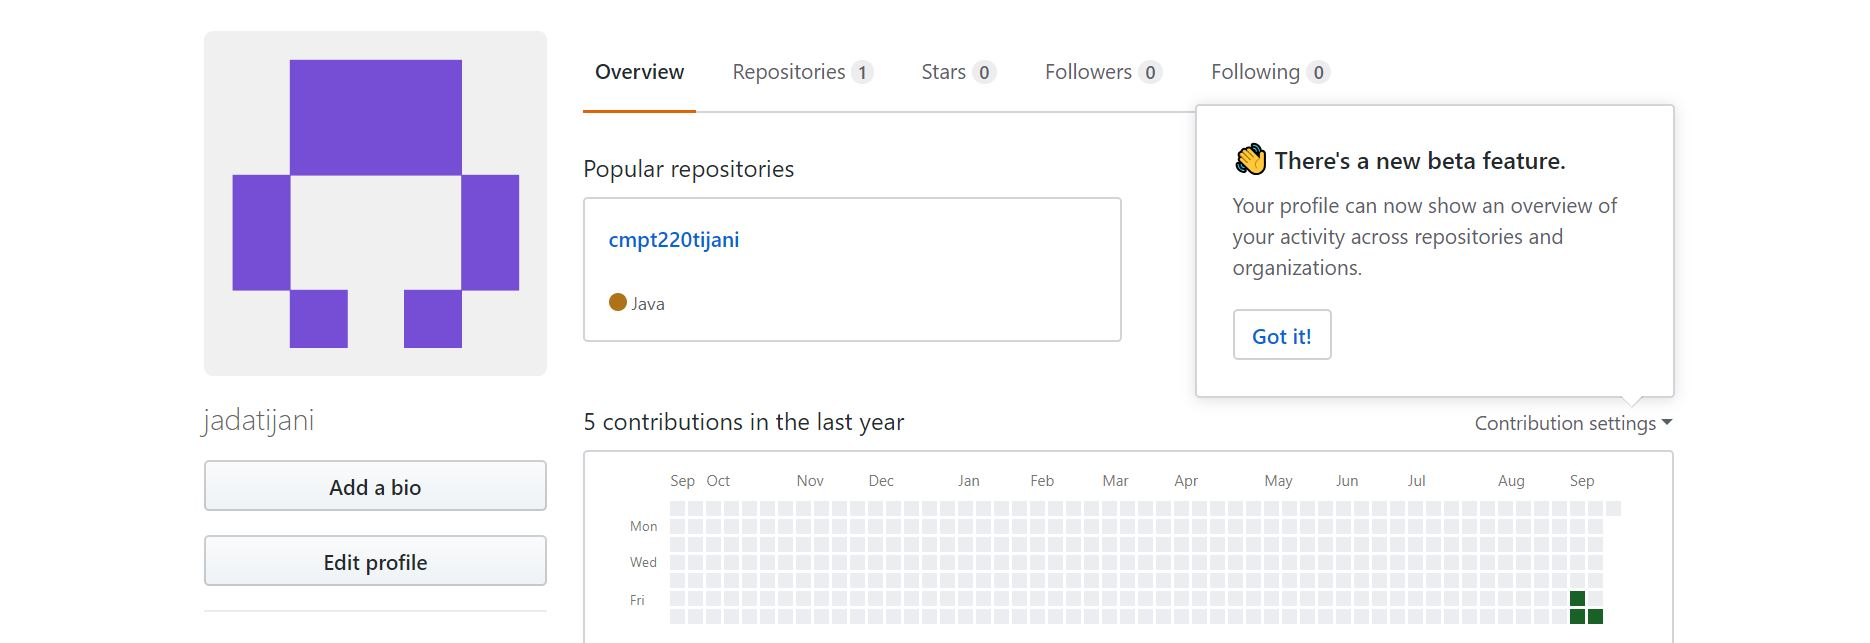 Overview Repositories 1 Stars 0 Followers 0 Following 0
Popular repositories
cmpt220tijani
Java
👋 There's a new beta feature.
Your profile can now show an overview of
your activity across repositories and
organizations.
Got it!
jadatijani
Add a bio
Edit profile
5 contributions in the last year
Contribution settings
Sep Oct Nov Dec Jan Feb Mar Apr May Jun Jul Aug Sep
Mon
Wed
Fri